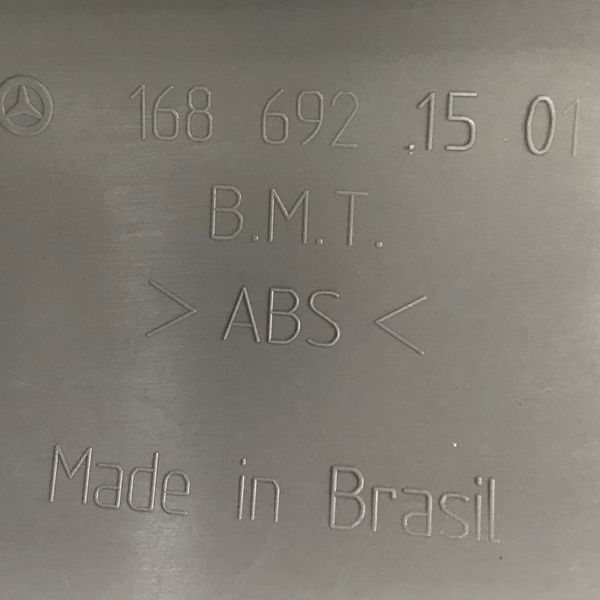 168 692 15 01
B.M.T.
> ABS <
Made in Brasil